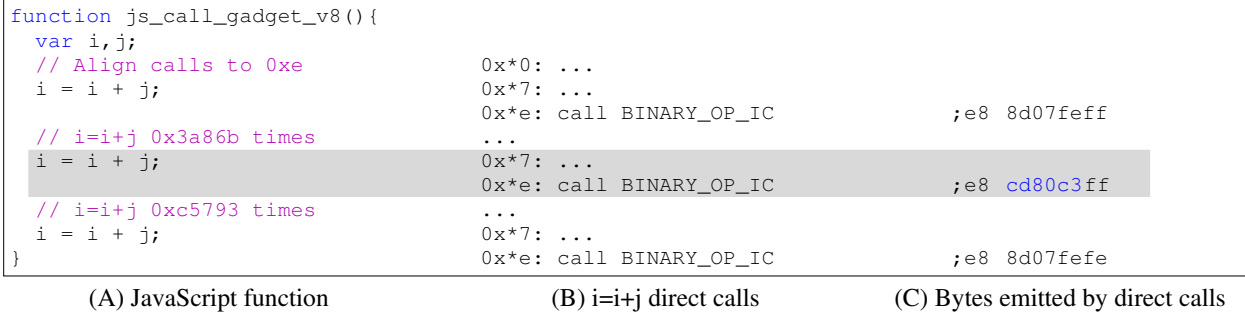 function js_call_gadget_v8(){
var i,j;
// Align calls to 0xe 0x*0: ...
i = i + j; 0x*7: ...
0x*e: call BINARY_OP_IC ;e8 8d07feff
// i=i+j 0x3a86b times ...
i = i + j; 0x*7: ...
0x*e: call BINARY_OP_IC ;e8 cd80c3ff
// i=i+j 0xc5793 times ...
i = i + j; 0x*7: ...
} 0x*e: call BINARY_OP_IC ;e8 8d07fefe
(A) JavaScript function (B) i=i+j direct calls (C) Bytes emitted by direct calls